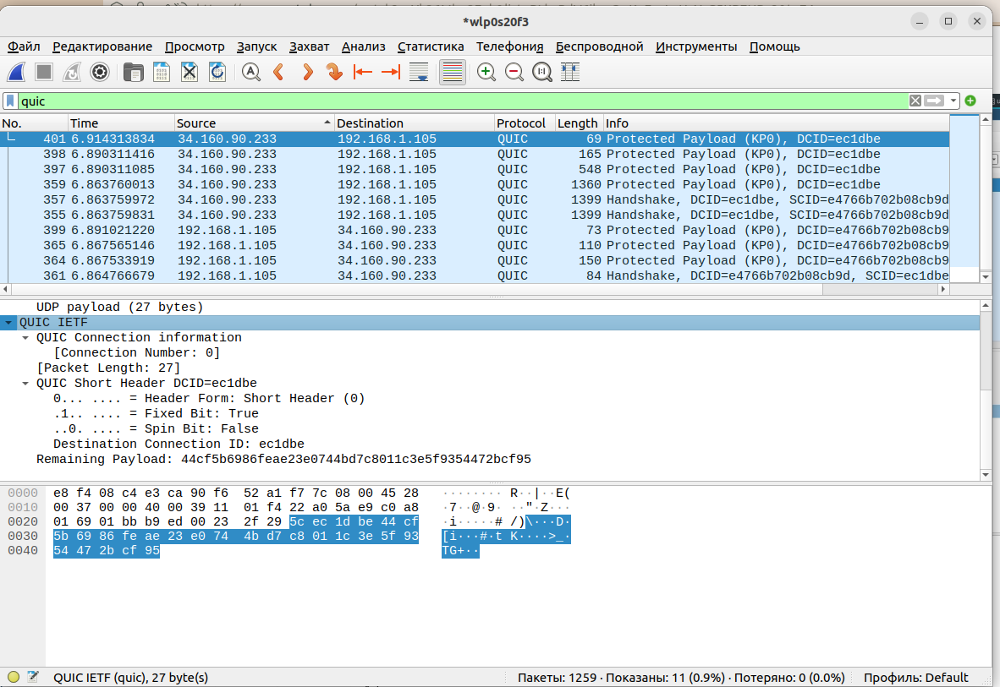 *wlp0s20f3
Файл Редактирование Просмотр Запуск Захват Анализ Статистика Телефония Беспроводной Инструменты Помощь
quic
No. Time Source Destination Protocol Length Info
401 6.914313834 34.160.90.233 192.168.1.105 QUIC 69 Protected Payload (KP0), DCID=ec1dbe
398 6.890311416 34.160.90.233 192.168.1.105 QUIC 165 Protected Payload (KP0), DCID=ec1dbe
397 6.890311085 34.160.90.233 192.168.1.105 QUIC 548 Protected Payload (KP0), DCID=ec1dbe
359 6.863760013 34.160.90.233 192.168.1.105 QUIC 1360 Protected Payload (KP0), DCID=ec1dbe
357 6.863759972 34.160.90.233 192.168.1.105 QUIC 1399 Handshake, DCID=ec1dbe, SCID=e4766b702b08cb9d
355 6.863759831 34.160.90.233 192.168.1.105 QUIC 1399 Handshake, DCID=ec1dbe, SCID=e4766b702b08cb9d
399 6.891021220 192.168.1.105 34.160.90.233 QUIC 73 Protected Payload (KP0), DCID=e4766b702b08cb9
365 6.867565146 192.168.1.105 34.160.90.233 QUIC 110 Protected Payload (KP0), DCID=e4766b702b08cb9
364 6.867533919 192.168.1.105 34.160.90.233 QUIC 150 Protected Payload (KP0), DCID=e4766b702b08cb9
361 6.864766679 192.168.1.105 34.160.90.233 QUIC 84 Handshake, DCID=e4766b702b08cb9d, SCID=ec1dbe
UDP payload (27 bytes)
QUIC IETF
QUIC Connection information
[Connection Number: 0]
[Packet Length: 27]
QUIC Short Header DCID=ec1dbe
0... .... = Header Form: Short Header (0)
.1.. .... = Fixed Bit: True
..0. .... = Spin Bit: False
Destination Connection ID: ec1dbe
Remaining Payload: 44cf5b6986feae23e0744bd7c8011c3e5f9354472bcf95
0000 e8 f4 08 c4 e3 ca 90 f6 52 a1 f7 7c 08 00 45 28 ········ R··|··E(
0010 00 37 00 00 40 00 39 11 01 f4 22 a0 5a e9 c0 a8 ·7··@·9· ··"·Z···
0020 01 69 01 bb b9 ed 00 23 2f 29 5c ec 1d be 44 cf ·i·····# /)\···D·
0030 5b 69 86 fe ae 23 e0 74 4b d7 c8 01 1c 3e 5f 93 [i···#·t K····>_·
0040 54 47 2b cf 95 TG+··
QUIC IETF (quic), 27 byte(s) Пакеты: 1259 · Показаны: 11 (0.9%) · Потеряно: 0 (0.0%) Профиль: Default